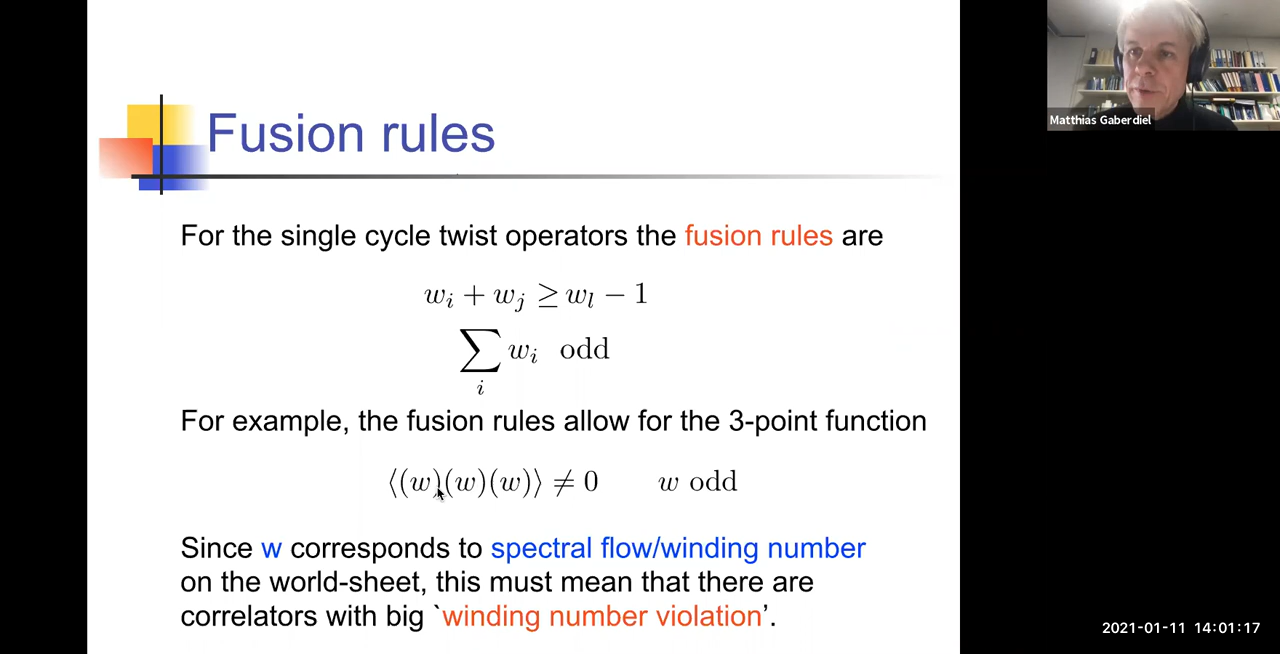 Fusion rules
For the single cycle twist operators the fusion rules are
w_i + w_j ≥ w_l − 1
∑_i w_i odd
For example, the fusion rules allow for the 3-point function
⟨(w)(w)(w)⟩ ≠ 0 w odd
Since w corresponds to spectral flow/winding number
on the world-sheet, this must mean that there are
correlators with big `winding number violation'.
Matthias Gaberdiel
2021-01-11 14:01:17